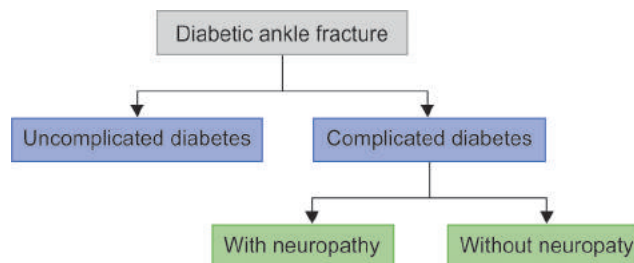 Diabetic ankle fracture
Uncomplicated diabetes
Complicated diabetes
With neuropathy
Without neuropaty